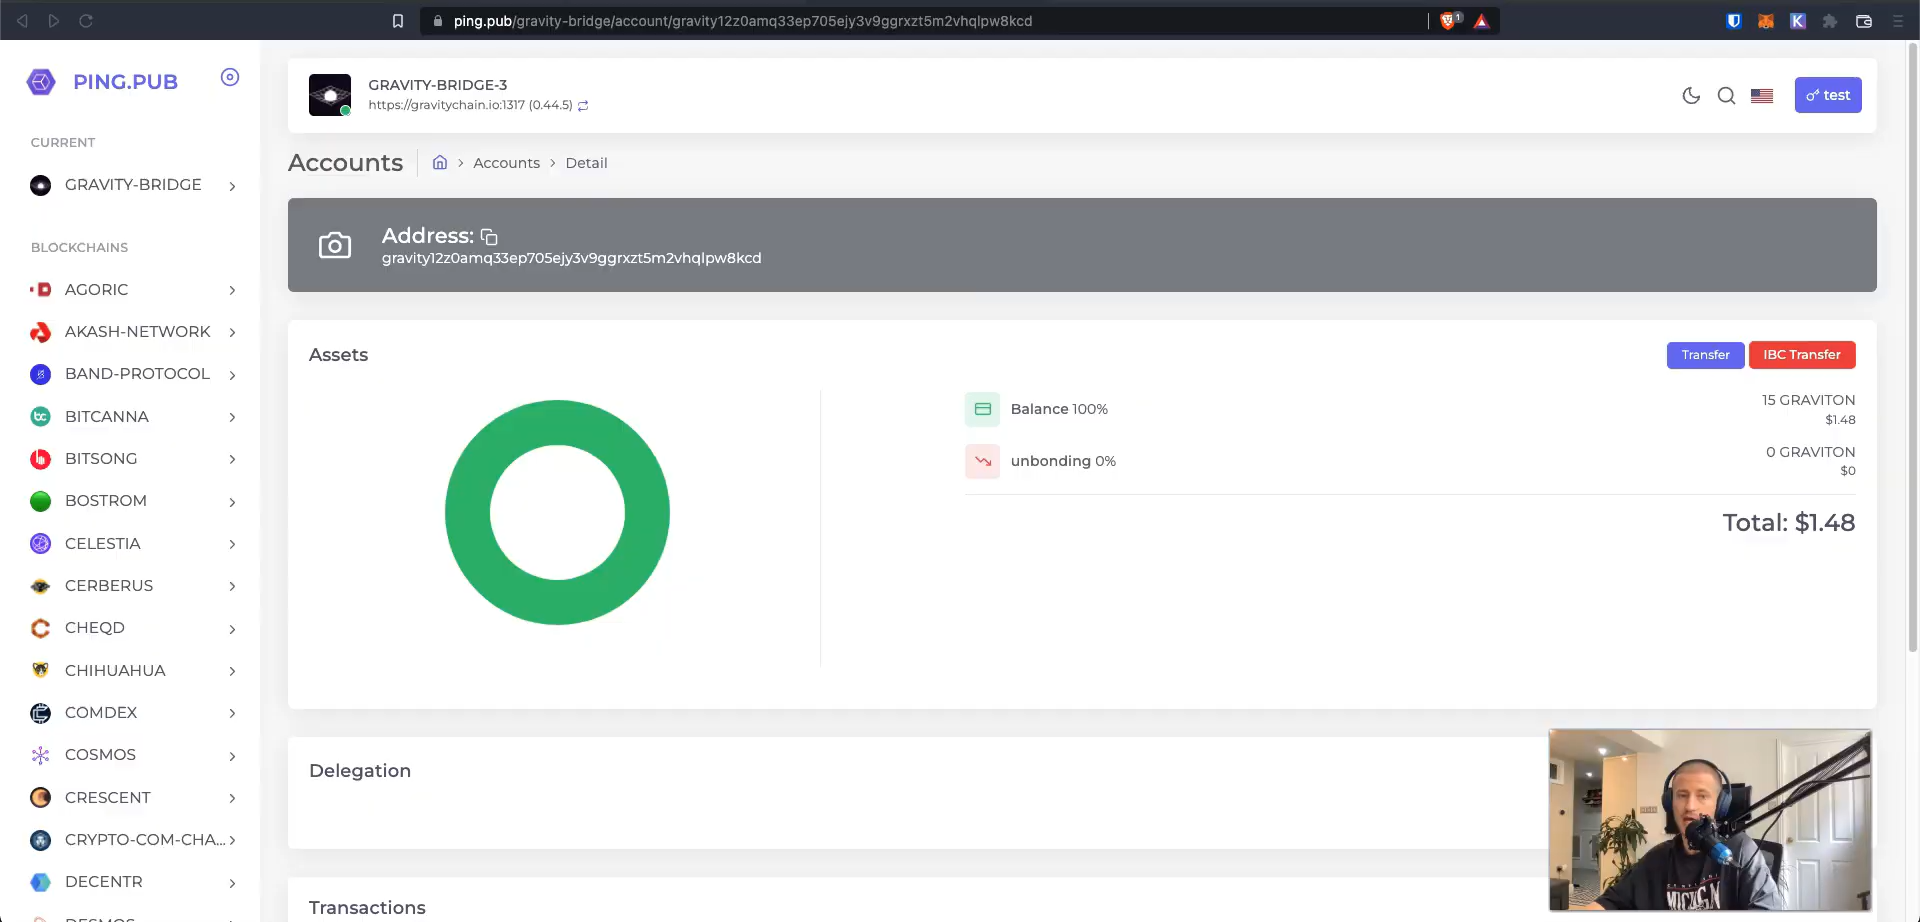 ping.pub/gravity-bridge/account/gravity12z0amq33ep705ejy3v9ggrxzt5m2vhqlpw8kcd
1
K
PING.PUB
CURRENT
GRAVITY-BRIDGE
BLOCKCHAINS
AGORIC
AKASH-NETWORK
BAND-PROTOCOL
BITCANNA
BITSONG
BOSTROM
CELESTIA
CERBERUS
CHEQD
CHIHUAHUA
COMDEX
COSMOS
CRESCENT
CRYPTO-COM-CHA...
DECENTR
DESMOS
GRAVITY-BRIDGE-3
https://gravitychain.io:1317 (0.44.5)
test
Accounts
Accounts
Detail
Address:
gravity12z0amq33ep705ejy3v9ggrxzt5m2vhqlpw8kcd
Assets
Transfer
IBC Transfer
Balance 100%
15 GRAVITON
$1.48
unbonding 0%
0 GRAVITON
$0
Total: $1.48
Delegation
Transactions